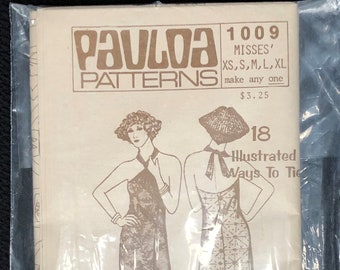 PAULOA
PATTERNS
1009
MISSES'
XS,S,M,L,XL
make any one
$3.25
18
Illustrated
Ways To Tie